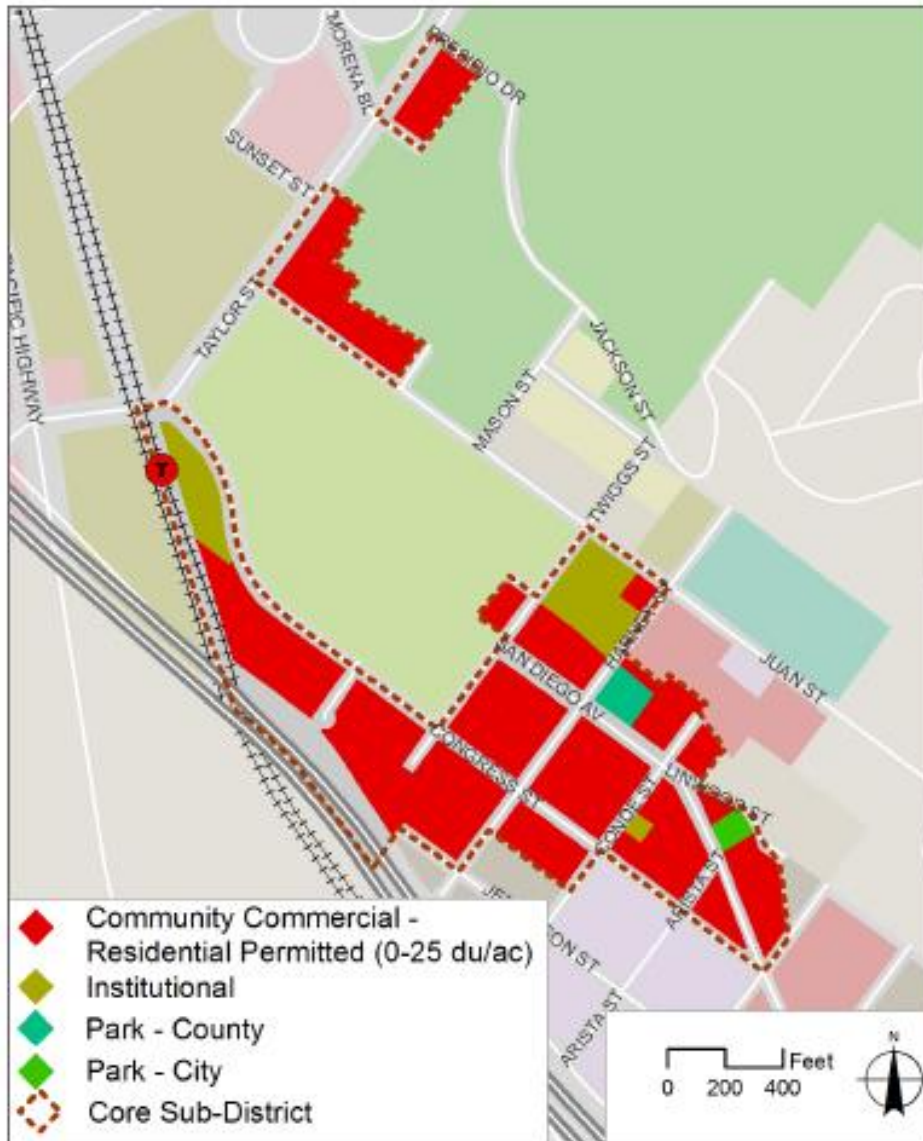 PRESIDIO DR
MORENA BL
SUNSET ST
TAYLOR ST
PACIFIC HIGHWAY
JACKSON ST
MASON ST
TWIGGS ST
T
SAN DIEGO AV
JUAN ST
CONGRESS ST
CONDE ST
ARISTA ST
ARISTA ST
Community Commercial -
Residential Permitted (0-25 du/ac)
Institutional
Park - County
Park - City
Core Sub-District
N
Feet
0 200 400